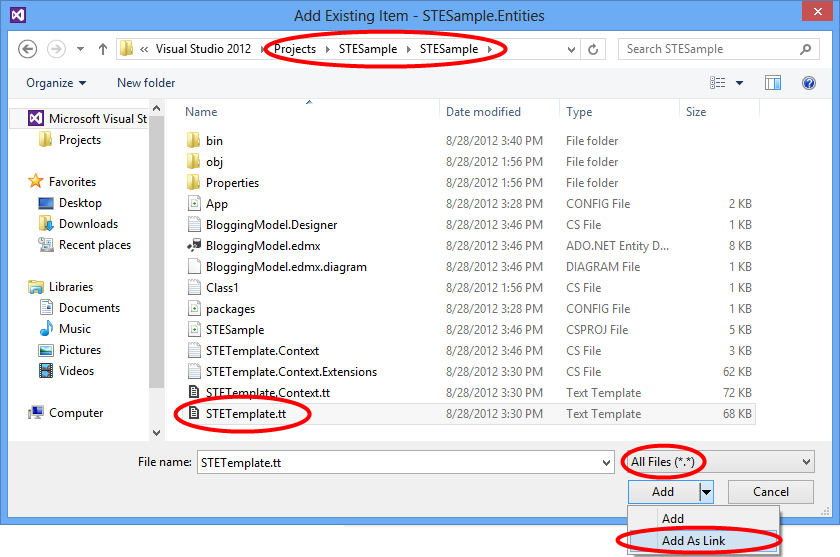 Add Existing Item - STESample.Entities
« Visual Studio 2012 Projects STESample STESample Search STESample
Organize New folder
Name Date modified Type Size
Microsoft Visual St
Projects
Favorites
Desktop
Downloads
Recent places
Libraries
Documents
Music
Pictures
Videos
Computer
bin 8/28/2012 3:40 PM File folder
obj 8/28/2012 1:56 PM File folder
Properties 8/28/2012 1:56 PM File folder
App 8/28/2012 3:28 PM CONFIG File 2 KB
BloggingModel.Designer 8/28/2012 3:46 PM CS File 1 KB
BloggingModel.edmx 8/28/2012 3:46 PM ADO.NET Entity D... 8 KB
BloggingModel.edmx.diagram 8/28/2012 3:46 PM DIAGRAM File 1 KB
Class1 8/28/2012 1:56 PM CS File 1 KB
packages 8/28/2012 3:28 PM CONFIG File 1 KB
STESample 8/28/2012 3:46 PM CSPROJ File 5 KB
STETemplate.Context 8/28/2012 3:46 PM CS File 3 KB
STETemplate.Context.Extensions 8/28/2012 3:30 PM CS File 62 KB
STETemplate.Context.tt 8/28/2012 3:30 PM Text Template 72 KB
STETemplate.tt 8/28/2012 3:30 PM Text Template 68 KB
File name: STETemplate.tt All Files (*.*)
Add Cancel
Add
Add As Link